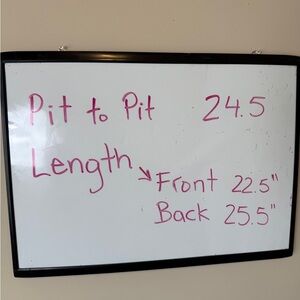 Pit to Pit 24.5
Length
↘ Front 22.5"
Back 25.5"